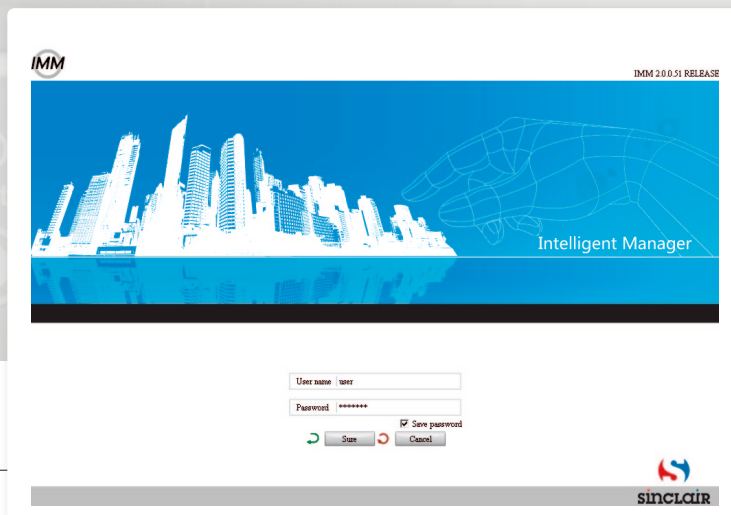 IMM
IMM 2.0.0.51 RELEASE
Intelligent Manager
User name user
Password *******
Save password
Sure Cancel
sinclair